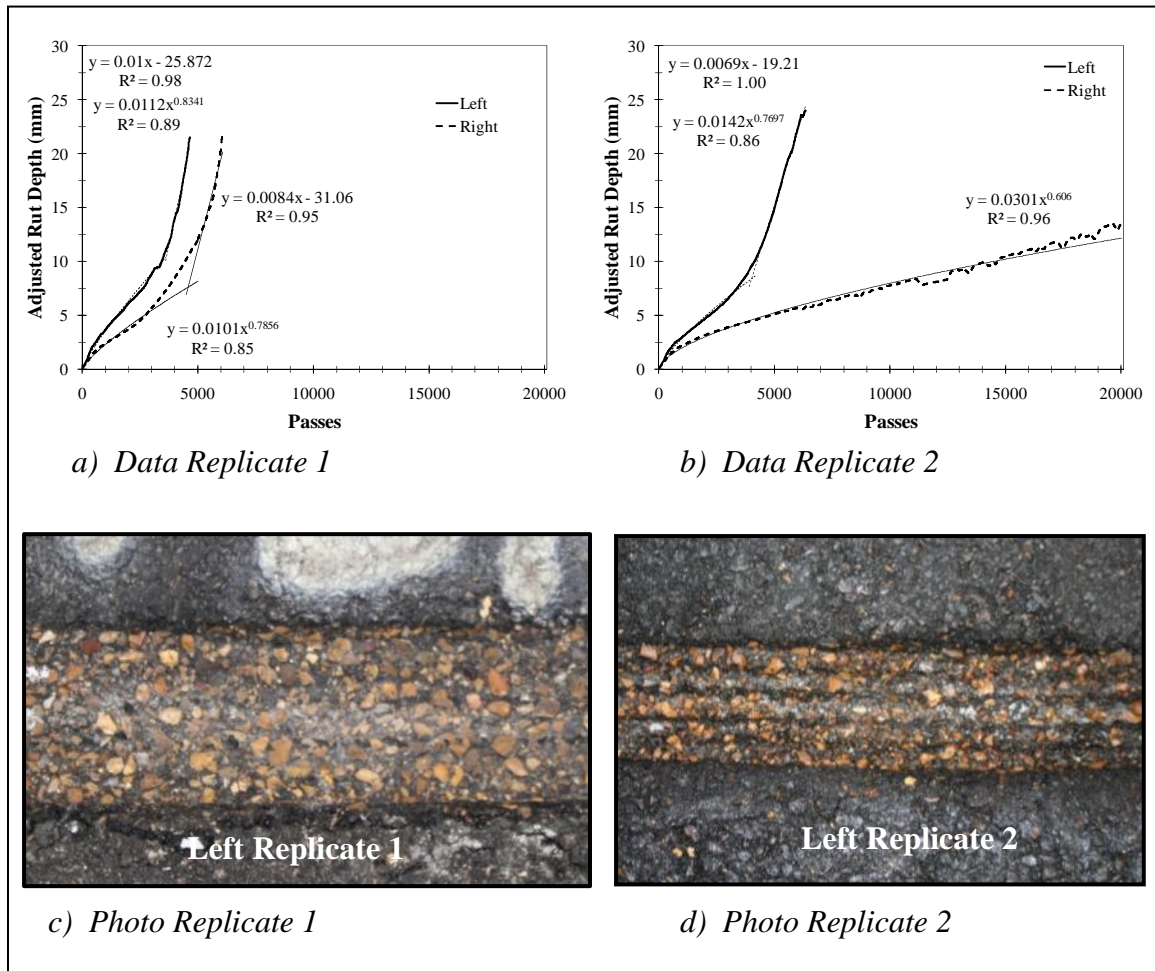 30
25
20
15
10
5
0
Adjusted Rut Depth (mm)
y = 0.01x - 25.872
R² = 0.98
y = 0.0112x^0.8341
R² = 0.89
Left
Right
y = 0.0084x - 31.06
R² = 0.95
y = 0.0101x^0.7856
R² = 0.85
0 5000 10000 15000 20000
Passes
a) Data Replicate 1
30
25
20
15
10
5
0
Adjusted Rut Depth (mm)
y = 0.0069x - 19.21
R² = 1.00
y = 0.0142x^0.7697
R² = 0.86
Left
Right
y = 0.0301x^0.606
R² = 0.96
0 5000 10000 15000 20000
Passes
b) Data Replicate 2
Left Replicate 1
Left Replicate 2
c) Photo Replicate 1
d) Photo Replicate 2